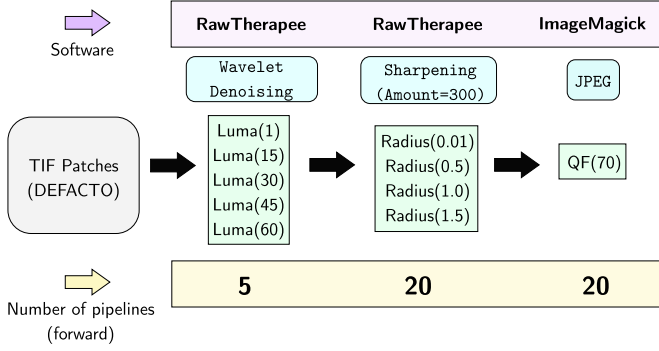 RawTherapee RawTherapee ImageMagick
Software
Wavelet
Denoising
Sharpening
(Amount=300)
JPEG
TIF Patches
(DEFACTO)
Luma(1)
Luma(15)
Luma(30)
Luma(45)
Luma(60)
Radius(0.01)
Radius(0.5)
Radius(1.0)
Radius(1.5)
QF(70)
5 20 20
Number of pipelines
(forward)